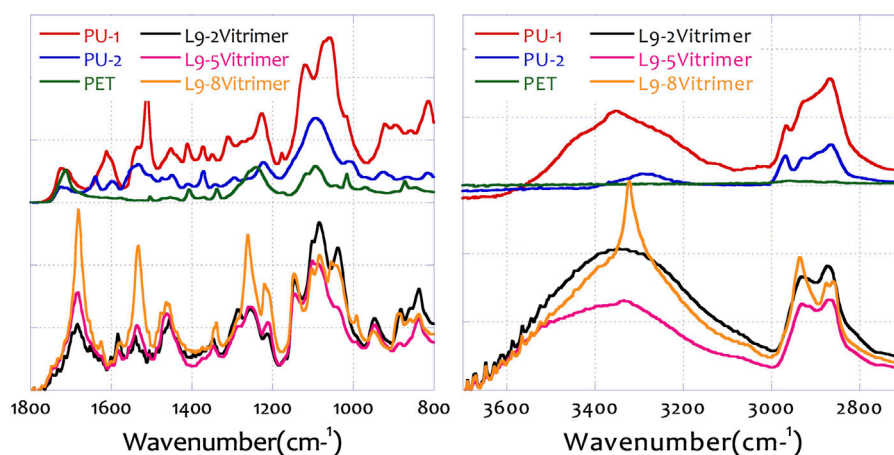 PU-1 L9-2Vitrimer
PU-2 L9-5Vitrimer
PET L9-8Vitrimer
1800 1600 1400 1200 1000 800
Wavenumber(cm-¹)
PU-1 L9-2Vitrimer
PU-2 L9-5Vitrimer
PET L9-8Vitrimer
3600 3400 3200 3000 2800
Wavenumber(cm-¹)